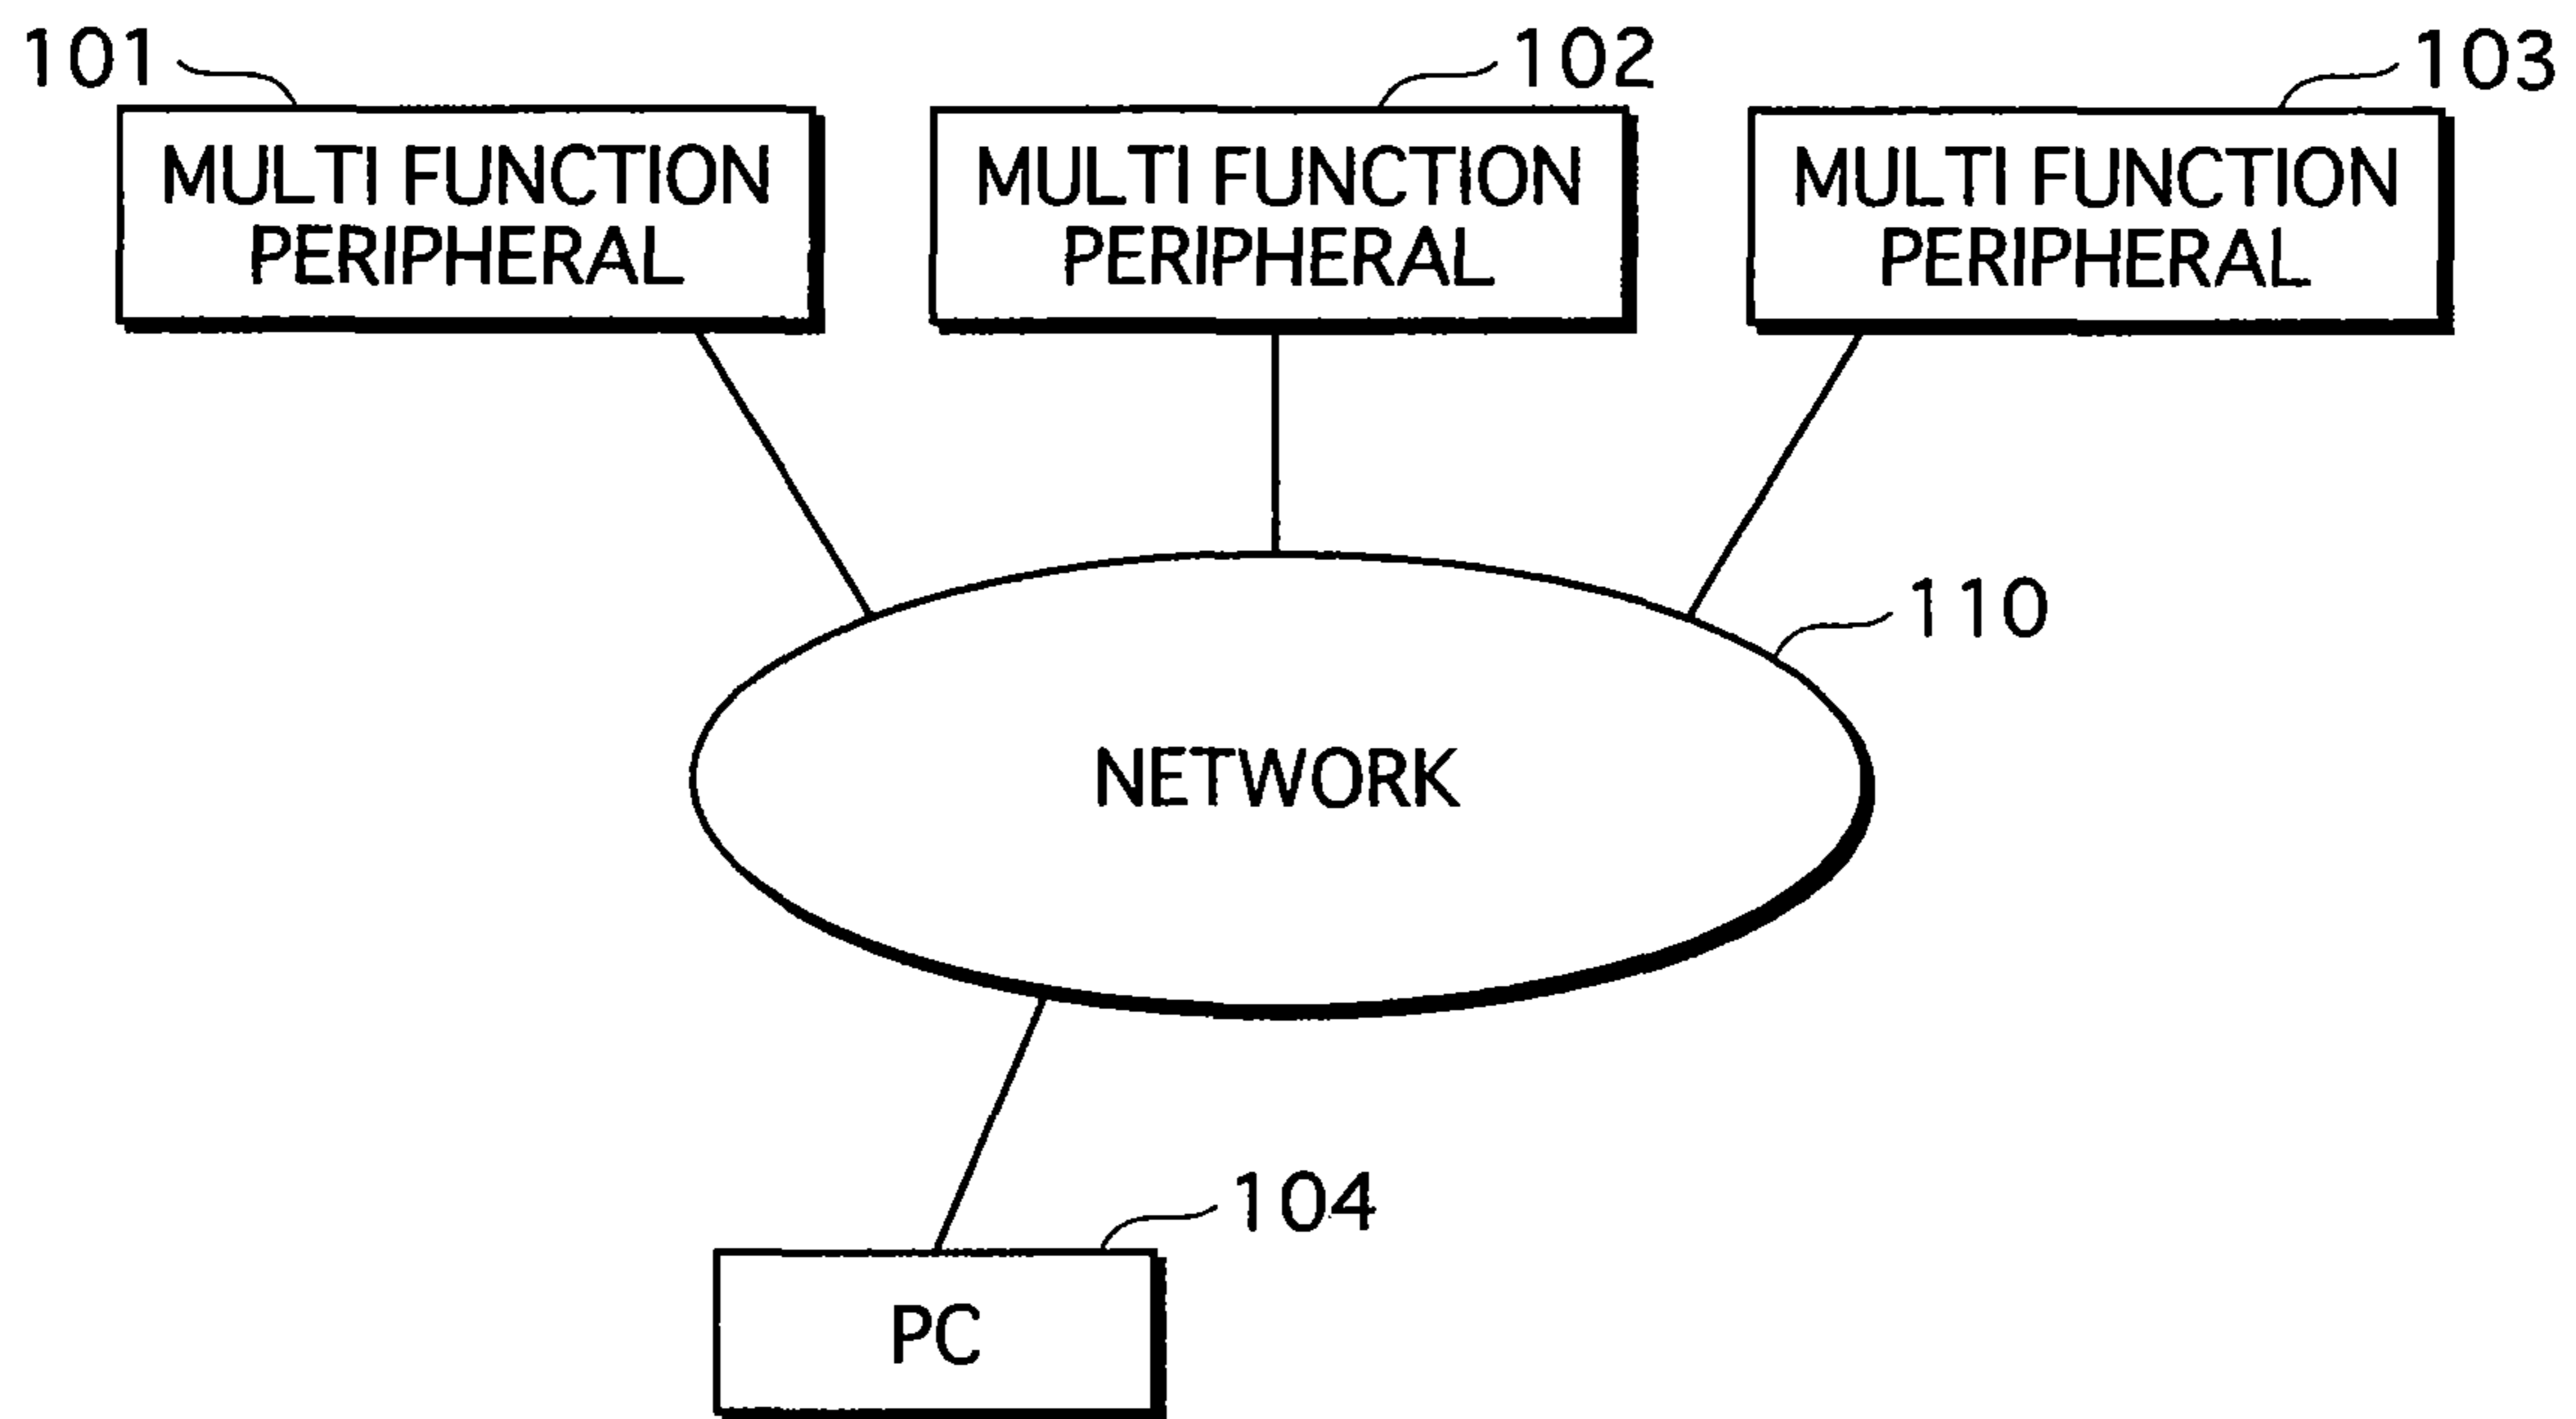 101
102
103
MULTI FUNCTION
PERIPHERAL
MULTI FUNCTION
PERIPHERAL
MULTI FUNCTION
PERIPHERAL
110
NETWORK
104
PC